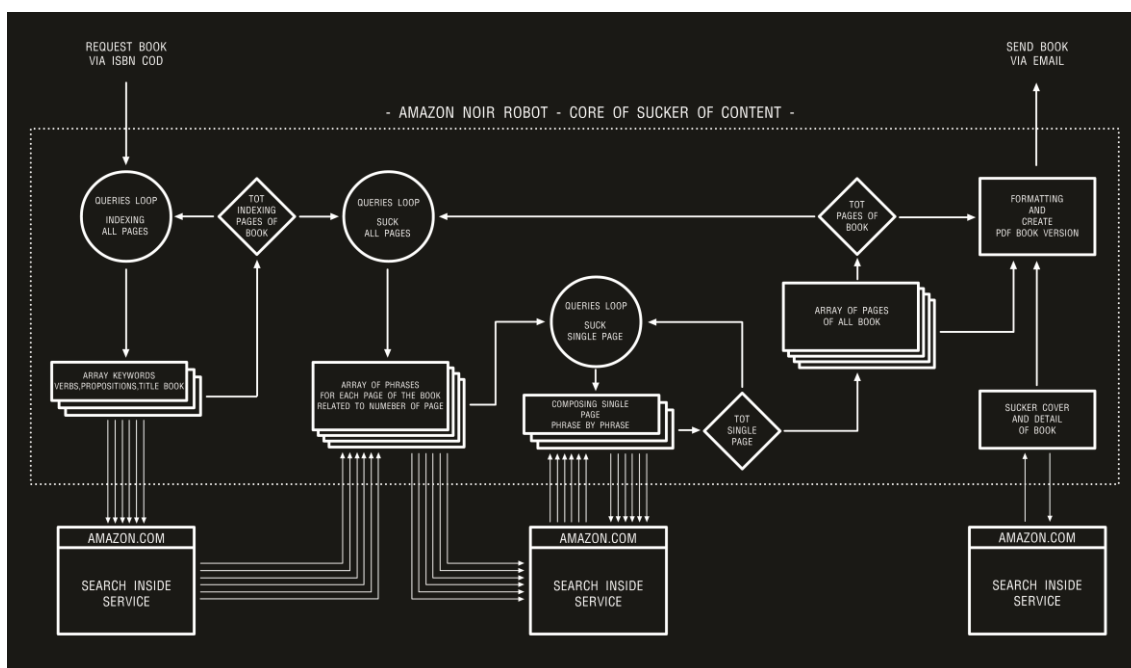 REQUEST BOOK
VIA ISBN COD
SEND BOOK
VIA EMAIL
- AMAZON NOIR ROBOT - CORE OF SUCKER OF CONTENT -
QUERIES LOOP
INDEXING
ALL PAGES
TOT
INDEXING
PAGES OF
BOOK
QUERIES LOOP
SUCK
ALL PAGES
TOT
PAGES OF
BOOK
FORMATTING
AND
CREATE
PDF BOOK VERSION
QUERIES LOOP
SUCK
SINGLE PAGE
ARRAY OF PAGES
OF ALL BOOK
ARRAY KEYWORDS
VERBS,PROPOSITIONS,TITLE BOOK
ARRAY OF PHRASES
FOR EACH PAGE OF THE BOOK
RELATED TO NUMEBER OF PAGE
COMPOSING SINGLE
PAGE
PHRASE BY PHRASE
TOT
SINGLE
PAGE
SUCKER COVER
AND DETAIL
OF BOOK
AMAZON.COM
SEARCH INSIDE
SERVICE
AMAZON.COM
SEARCH INSIDE
SERVICE
AMAZON.COM
SEARCH INSIDE
SERVICE